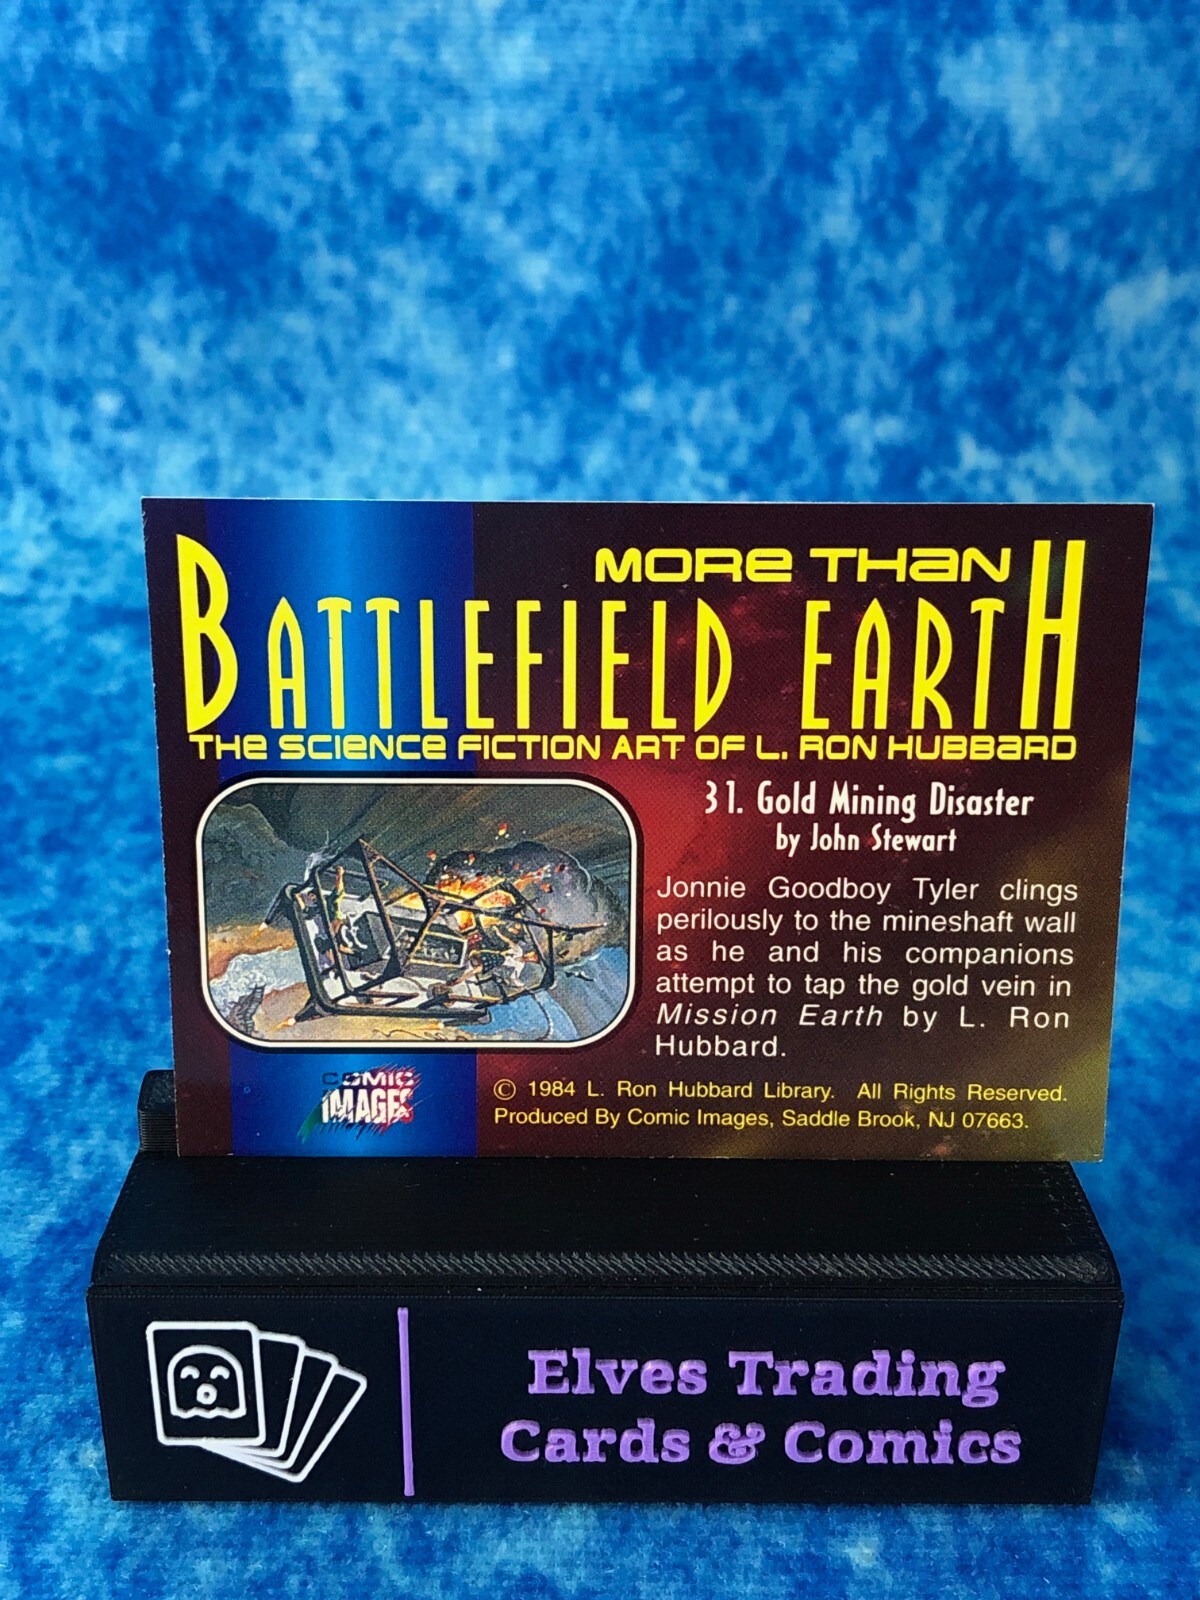 MORE THAN
BATTLEFIELD EARTH
THE SCIENCE FICTION ART OF L. RON HUBBARD
31. Gold Mining Disaster
by John Stewart
Jonnie Goodboy Tyler clings
perilously to the mineshaft wall
as he and his companions
attempt to tap the gold vein in
Mission Earth by L. Ron
Hubbard.
COMIC
IMAGES
© 1984 L. Ron Hubbard Library. All Rights Reserved.
Produced By Comic Images, Saddle Brook, NJ 07663.
Elves Trading
Cards & Comics